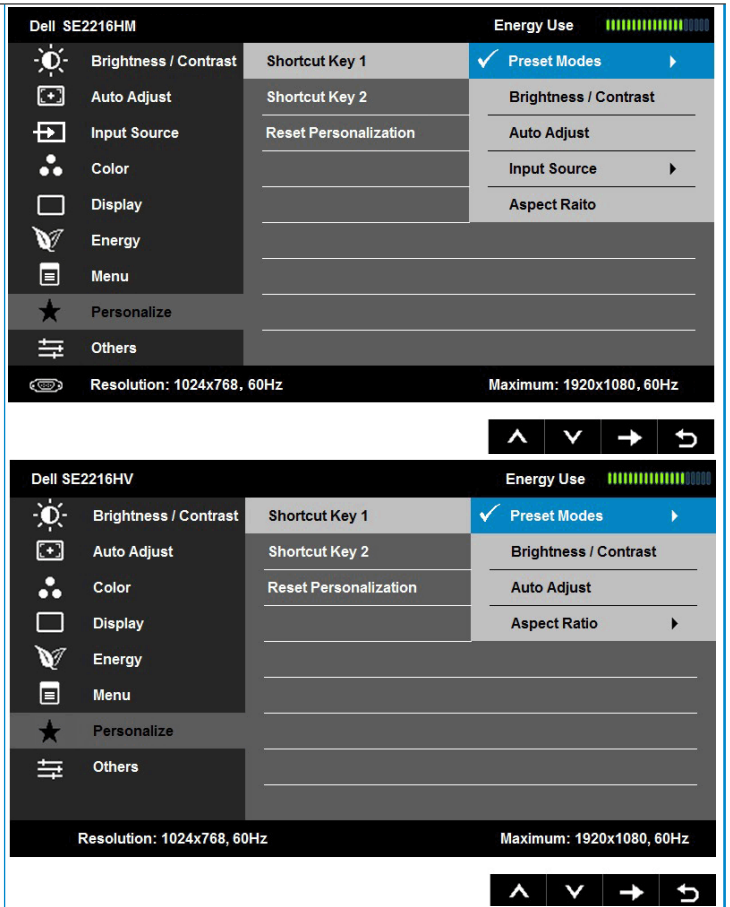 Dell SE2216HM Energy Use
Brightness / Contrast Shortcut Key 1 Preset Modes
Auto Adjust Shortcut Key 2 Brightness / Contrast
Input Source Reset Personalization Auto Adjust
Color Input Source
Display Aspect Raito
Energy
Menu
Personalize
Others
Resolution: 1024x768, 60Hz Maximum: 1920x1080, 60Hz
Dell SE2216HV Energy Use
Brightness / Contrast Shortcut Key 1 Preset Modes
Auto Adjust Shortcut Key 2 Brightness / Contrast
Color Reset Personalization Auto Adjust
Display Aspect Ratio
Energy
Menu
Personalize
Others
Resolution: 1024x768, 60Hz Maximum: 1920x1080, 60Hz